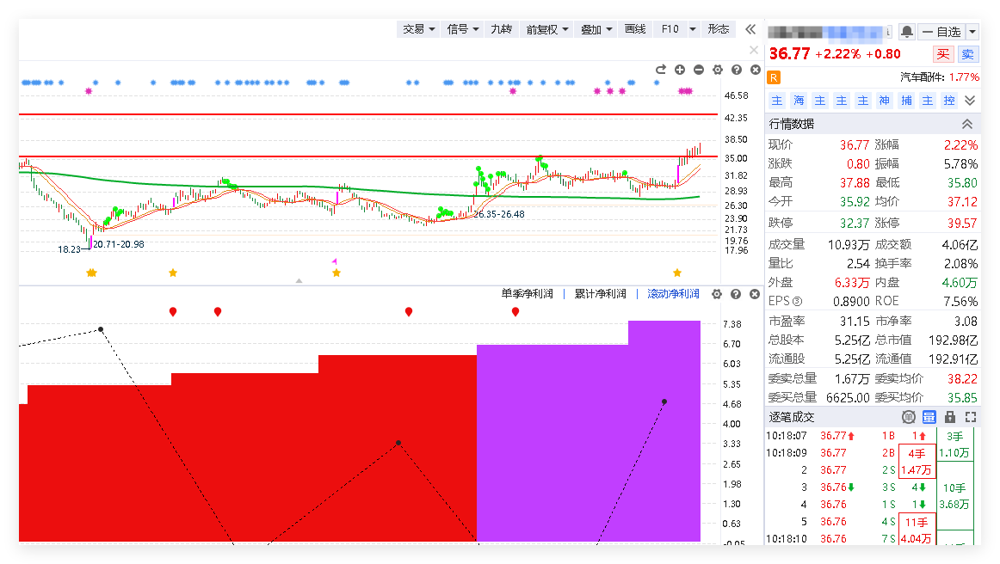 交易 信号 九转 前复权 叠加 画线 F10 形态
自选
36.77 +2.22% +0.80 买 卖
R 汽车配件: 1.77%
主 海 主 主 主 神 捕 主 控
行情数据
现价 36.77 涨幅 2.22%
涨跌 0.80 振幅 5.78%
最高 37.88 最低 35.80
今开 35.92 均价 37.12
跌停 32.37 涨停 39.57
成交量 10.93万 成交额 4.06亿
量比 2.54 换手率 2.08%
外盘 6.33万 内盘 4.60万
EPS③ 0.8900 ROE 7.56%
市盈率 31.15 市净率 3.08
总股本 5.25亿 总市值 192.98亿
流通股 5.25亿 流通值 192.91亿
委卖总量 1.67万 委卖均价 38.22
委买总量 6625.00 委买均价 35.85
逐笔成交
10:18:07 36.77 1B 1 3手
10:18:09 36.77 2B 4手 1.10万
2 36.77 2S 1.47万
3 36.76 3S 4 10手
4 36.76 1S 1 3.68万
5 36.76 4S 11手
10:18:10 36.76 7S 4.04万
46.58
42.35
38.50
35.00
31.82
28.93
26.30
23.90
21.73
19.76
17.96
26.35-26.48
20.71-20.98
18.23
单季净利润 | 累计净利润 | 滚动净利润
7.38
6.70
6.03
5.35
4.68
4.00
3.33
2.65
1.98
1.30
0.63
-0.05